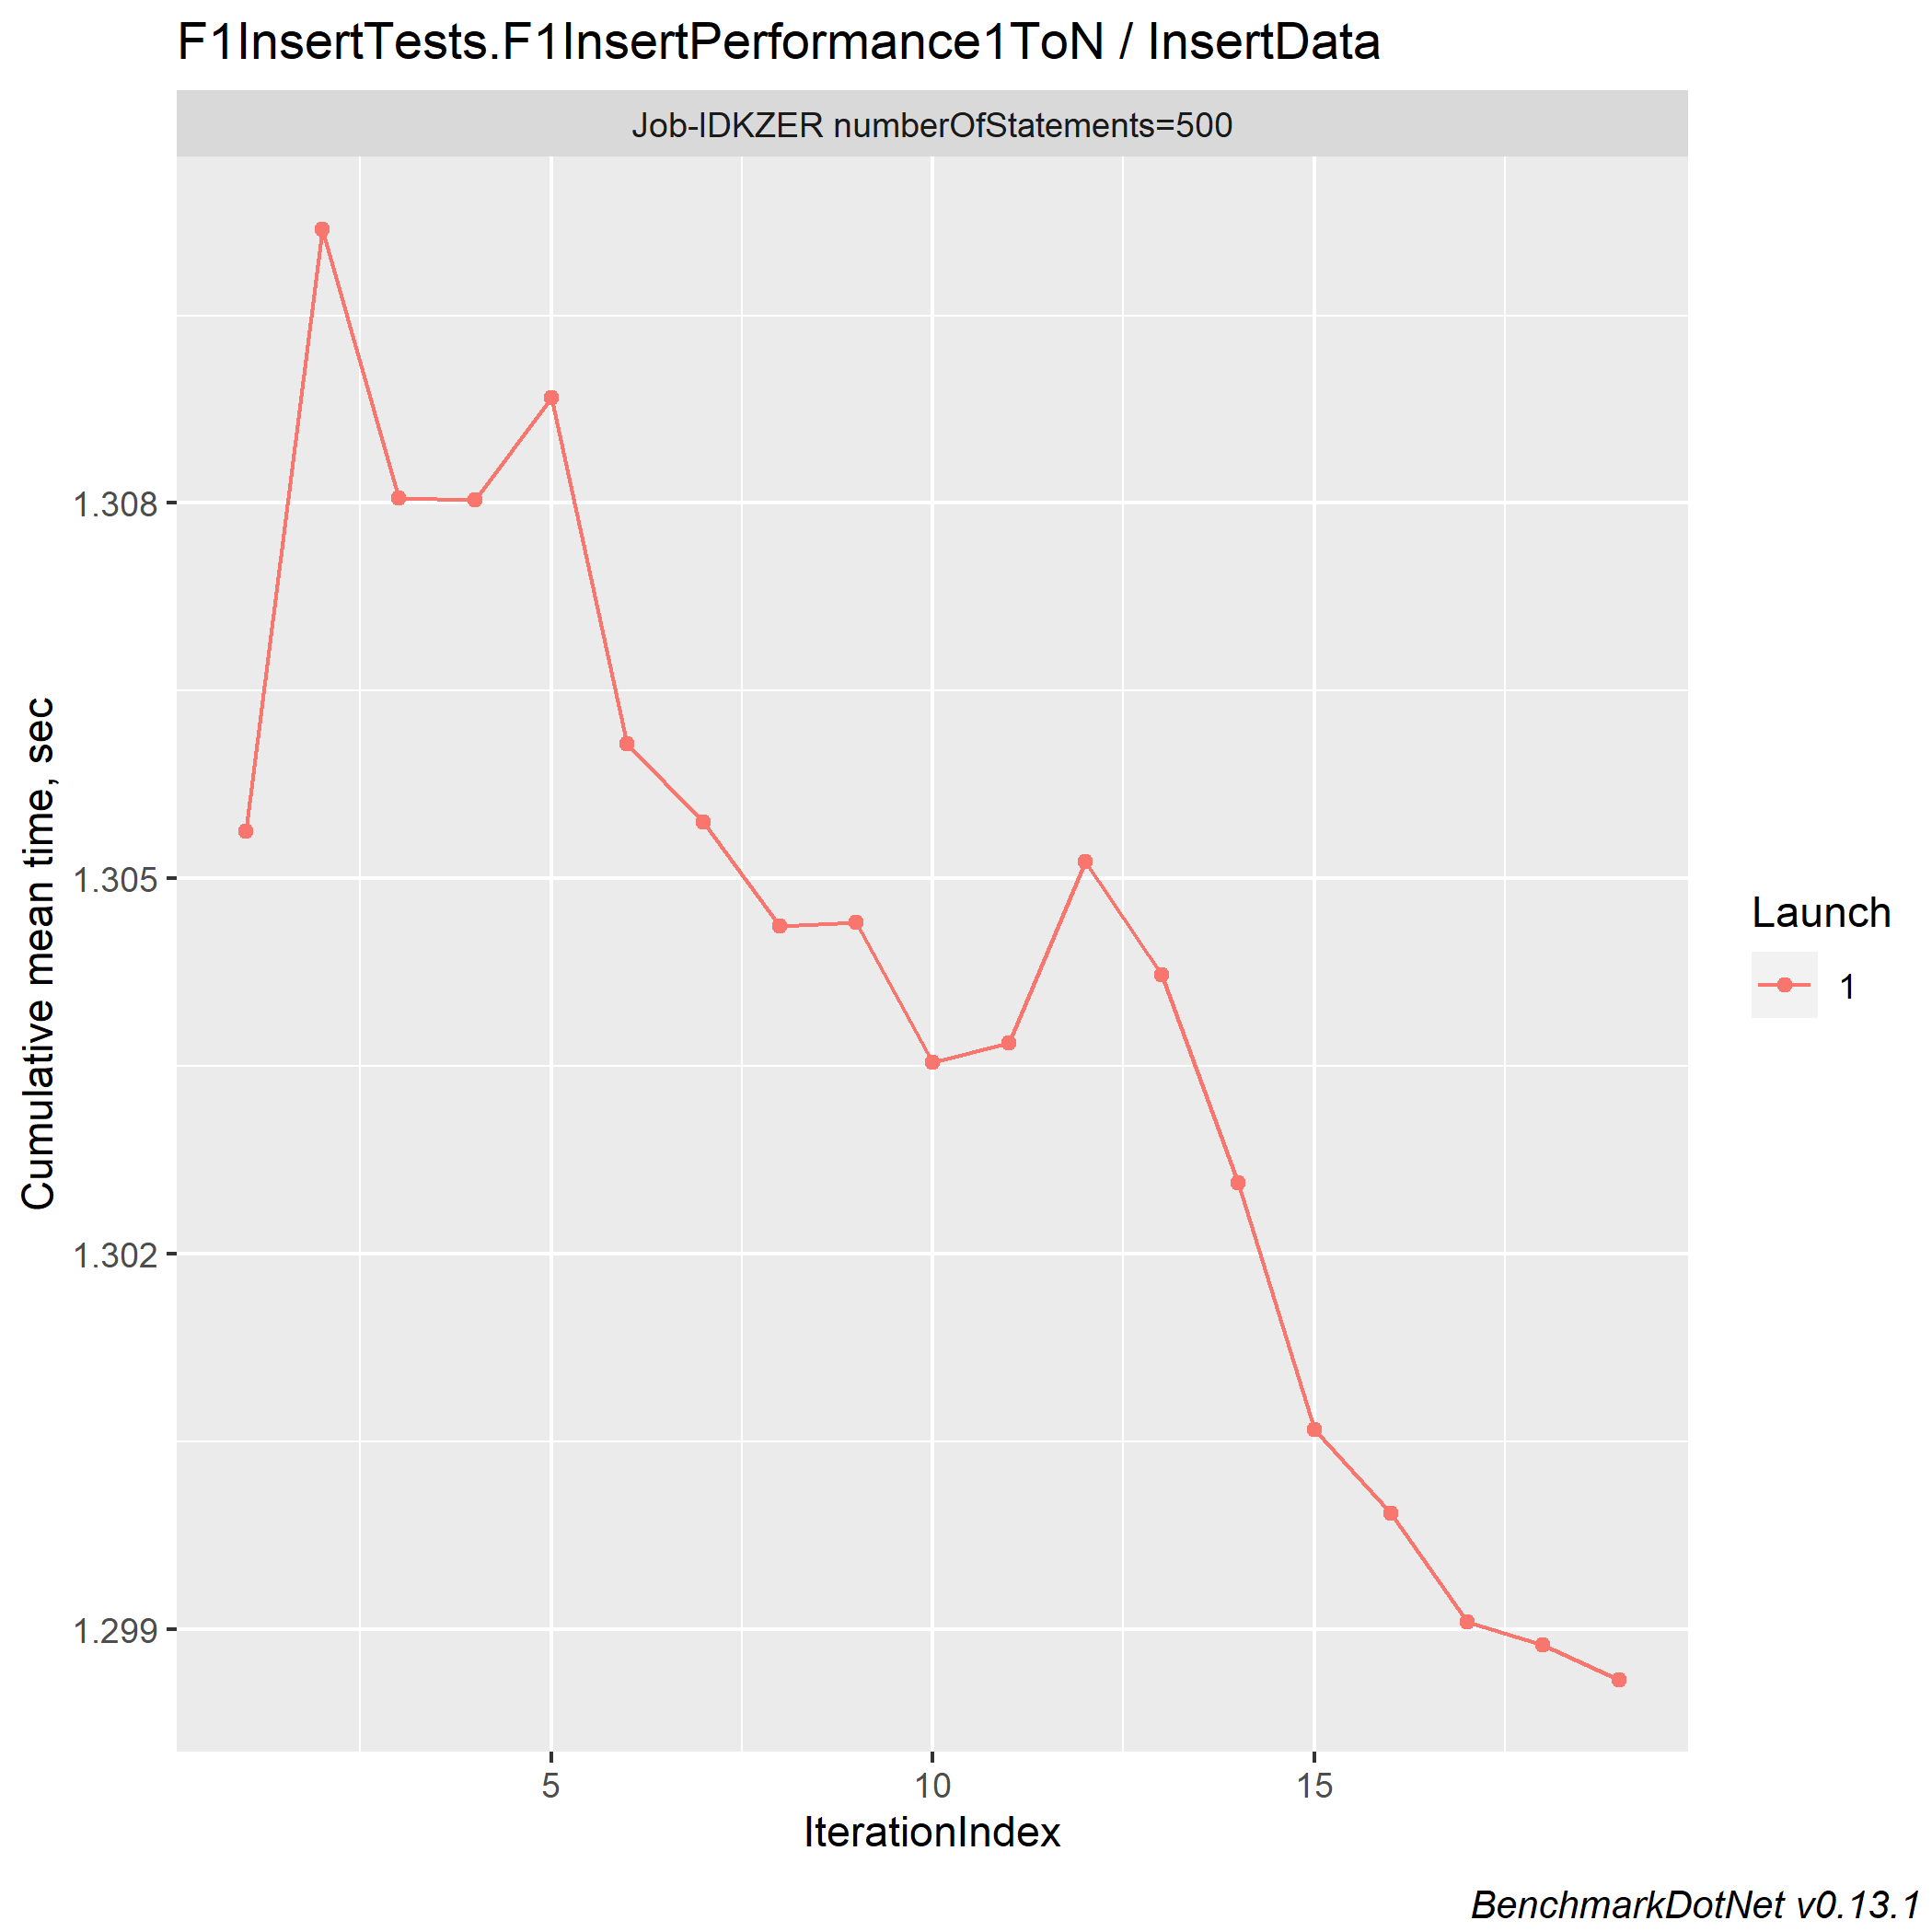 F1InsertTests.F1InsertPerformance1ToN / InsertData
Job-IDKZER numberOfStatements=500
Cumulative mean time, sec
1.308
1.305
1.302
1.299
5
10
15
IterationIndex
Launch
1
BenchmarkDotNet v0.13.1